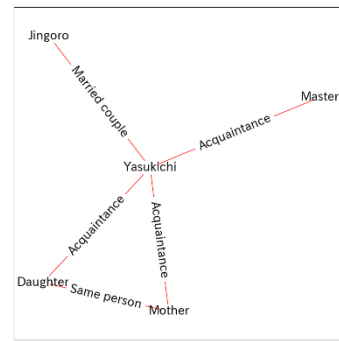 Jingoro
Married couple
Master
Acquaintance
Yasukichi
Acquaintance
Acquaintance
Daughter
Same person
Mother